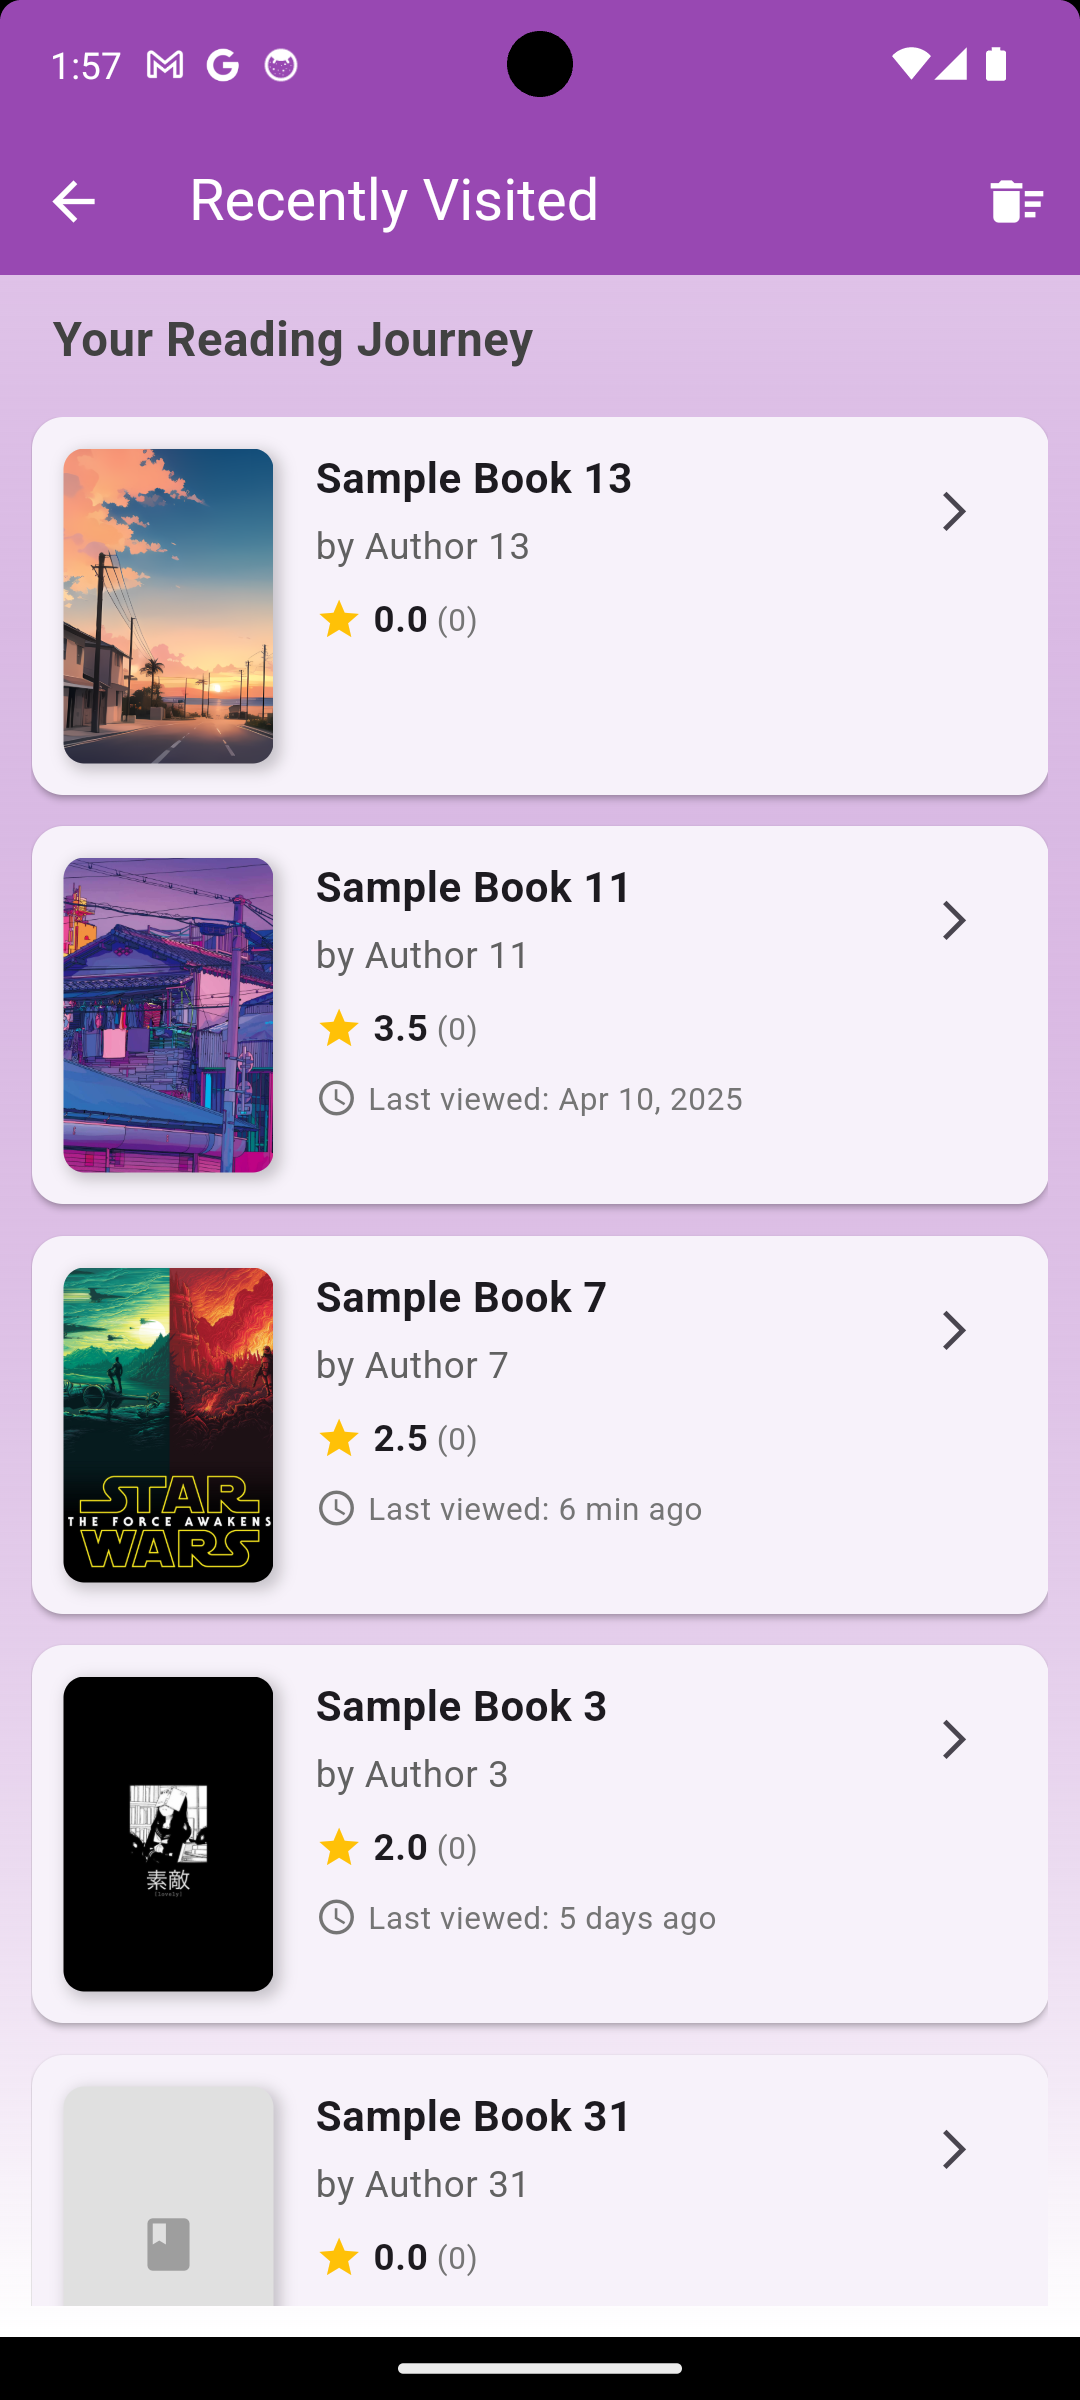 1:57
Recently Visited
Your Reading Journey
Sample Book 13
by Author 13
0.0 (0)
Sample Book 11
by Author 11
3.5 (0)
Last viewed: Apr 10, 2025
STAR
THE FORCE AWAKENS
WARS
Sample Book 7
by Author 7
2.5 (0)
Last viewed: 6 min ago
素敵
(lovely)
Sample Book 3
by Author 3
2.0 (0)
Last viewed: 5 days ago
Sample Book 31
by Author 31
0.0 (0)